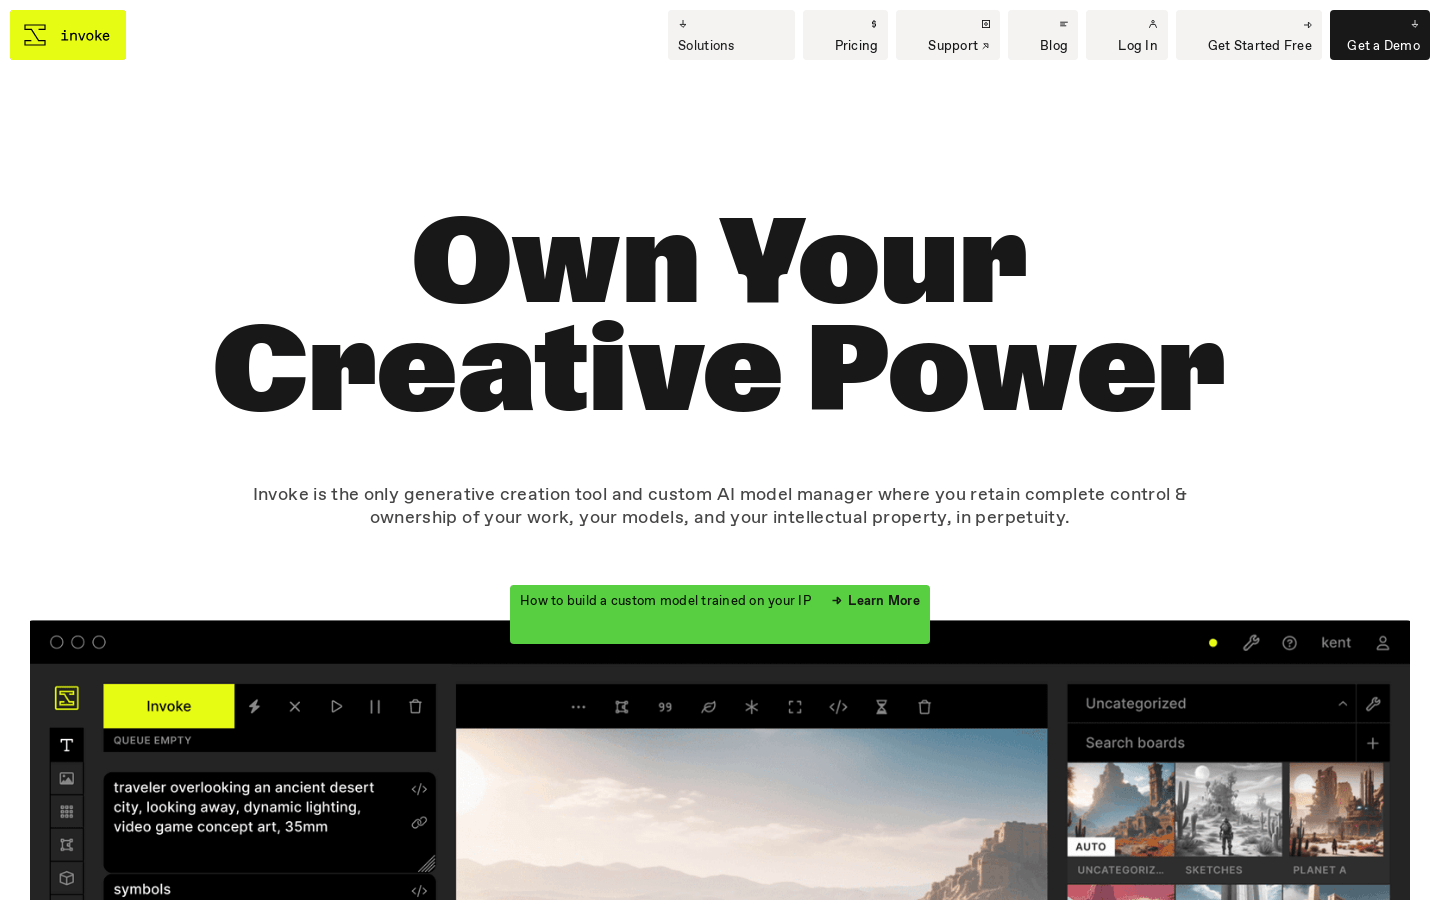 invoke
Solutions
Pricing
Support
Blog
Log In
Get Started Free
Get a Demo
Own Your
Creative Power
Invoke is the only generative creation tool and custom AI model manager where you retain complete control &
ownership of your work, your models, and your intellectual property, in perpetuity.
How to build a custom model trained on your IP Learn More
kent
Invoke
QUEUE EMPTY
traveler overlooking an ancient desert
city, looking away, dynamic lighting,
video game concept art, 35mm
symbols
99
Uncategorized
Search boards
AUTO
UNCATEGORIZ...
SKETCHES
PLANET A